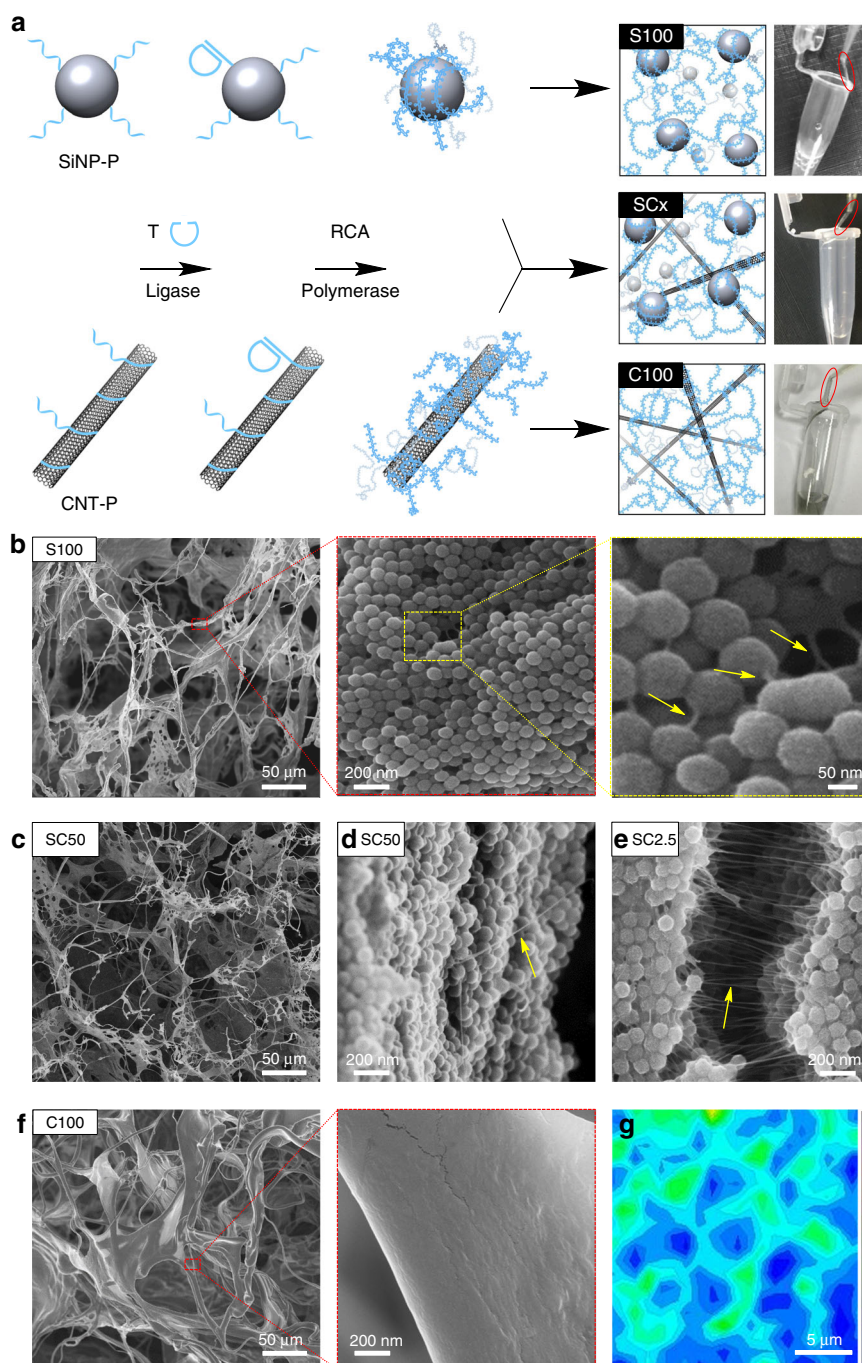 a
S100
SiNP-P
SCx
T
RCA
Ligase
Polymerase
C100
CNT-P
b
S100
50 μm
200 nm
50 nm
c
SC50
50 μm
d
SC50
200 nm
e
SC2.5
200 nm
f
C100
50 μm
200 nm
g
5 μm